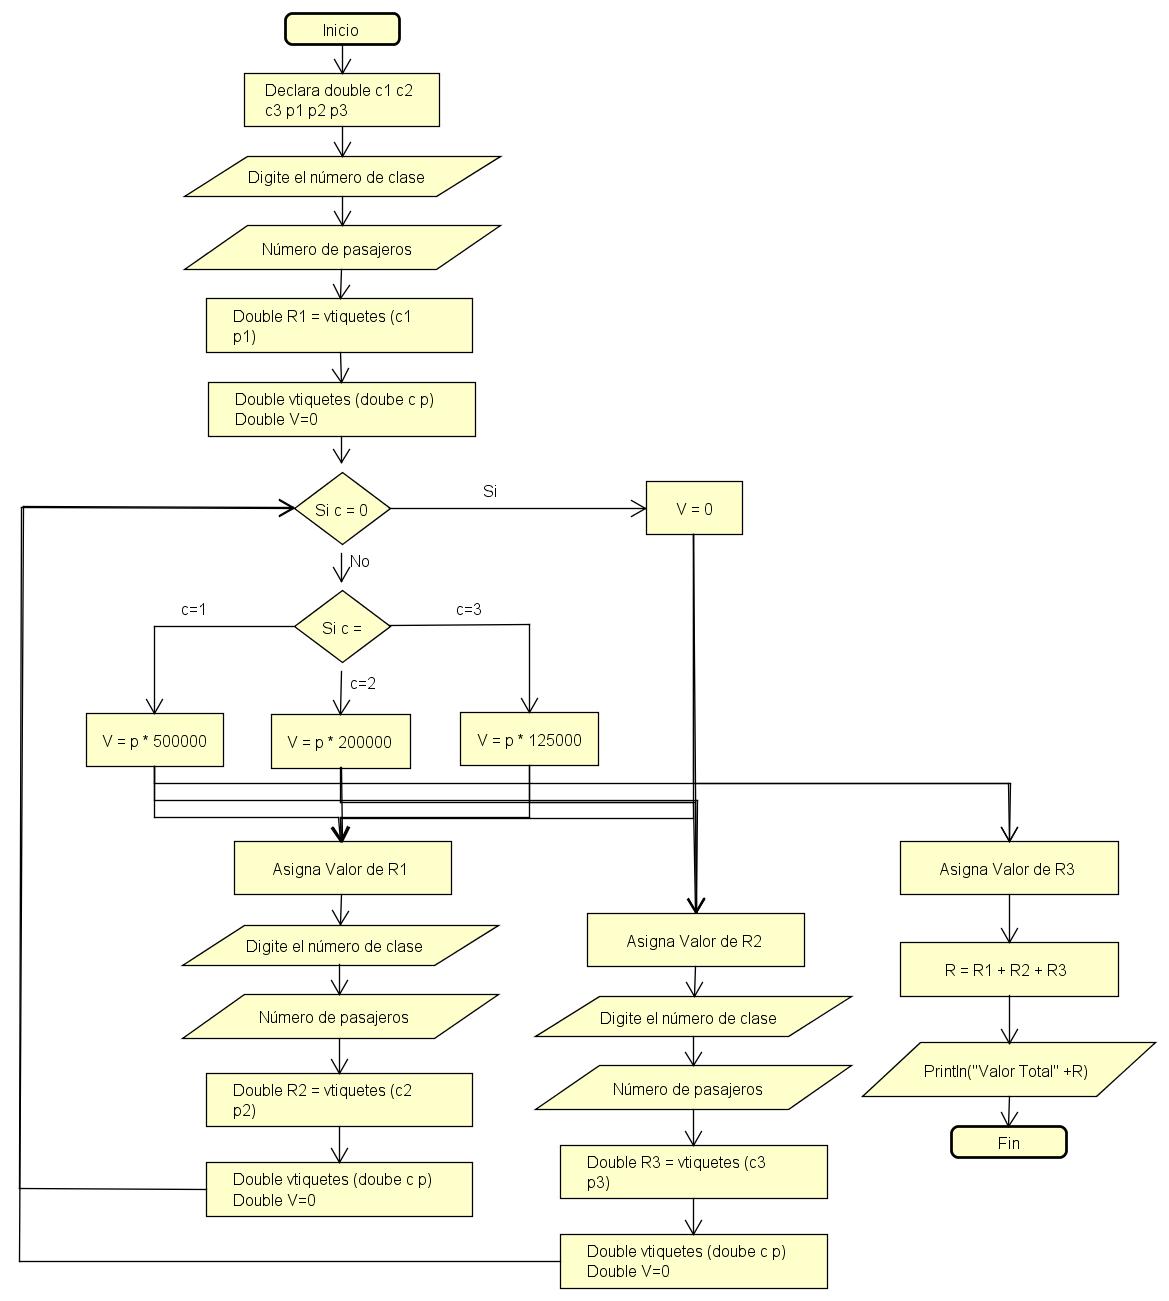 Inicio
Declara double c1 c2
c3 p1 p2 p3
Digite el número de clase
Número de pasajeros
Double R1 = vtiquetes (c1
p1)
Double vtiquetes (doube c p)
Double V=0
Si c = 0
Si
V = 0
No
Si c =
c=1
c=3
c=2
V = p * 500000
V = p * 200000
V = p * 125000
Asigna Valor de R1
Digite el número de clase
Número de pasajeros
Double R2 = vtiquetes (c2
p2)
Double vtiquetes (doube c p)
Double V=0
Asigna Valor de R2
Digite el número de clase
Número de pasajeros
Double R3 = vtiquetes (c3
p3)
Double vtiquetes (doube c p)
Double V=0
Asigna Valor de R3
R = R1 + R2 + R3
Println("Valor Total" +R)
Fin